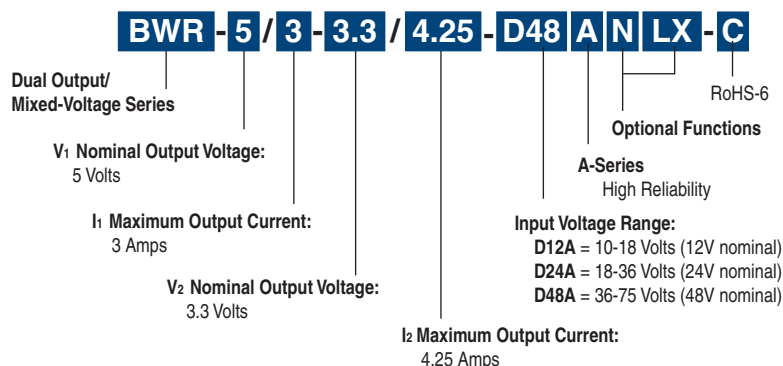 BWR - 5 / 3 - 3.3 / 4.25 - D48 A N LX - C
Dual Output/
Mixed-Voltage Series
RoHS-6
Optional Functions
V1 Nominal Output Voltage:
5 Volts
A-Series
High Reliability
I1 Maximum Output Current:
3 Amps
Input Voltage Range:
D12A = 10-18 Volts (12V nominal)
D24A = 18-36 Volts (24V nominal)
D48A = 36-75 Volts (48V nominal)
V2 Nominal Output Voltage:
3.3 Volts
I2 Maximum Output Current:
4.25 Amps